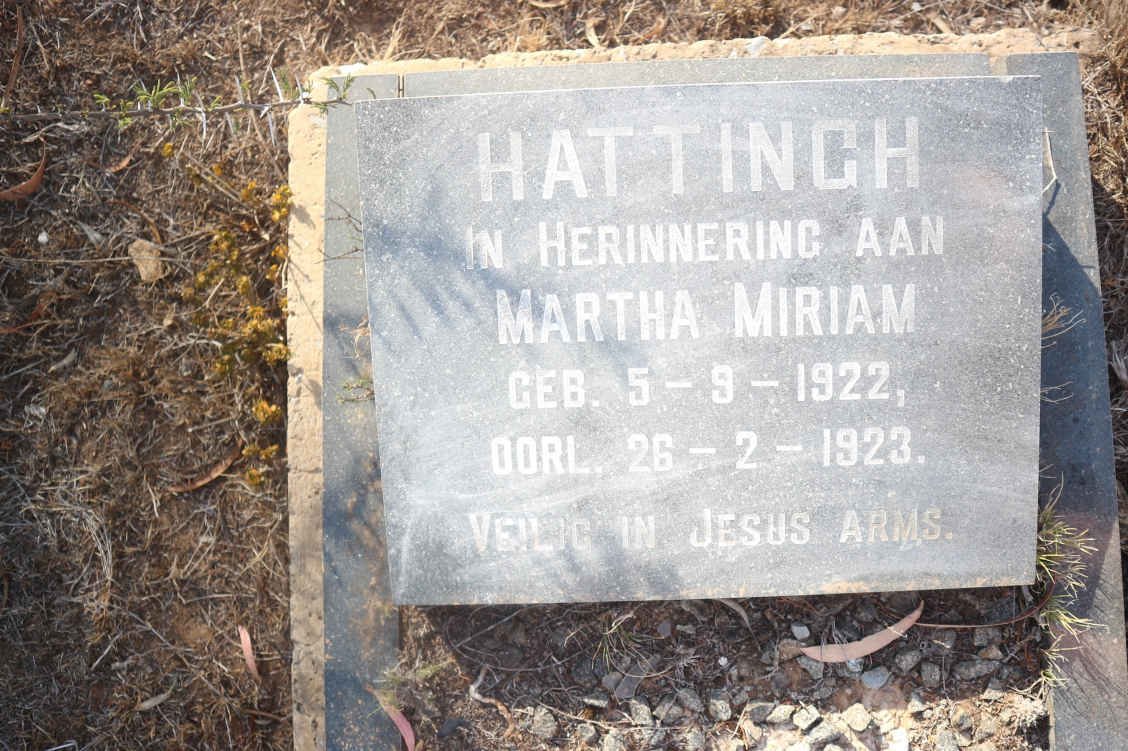 HATTINGH
IN HERINNERING AAN
MARTHA MIRIAM
GEB. 5 – 9 – 1922,
OORL. 26 – 2 – 1923.
VEILIG IN JESUS ARMS.